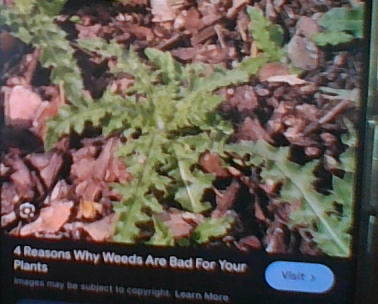 4 Reasons Why Weeds Are Bad For Your
Plants
Visit >
Images may be subject to copyright. Learn More